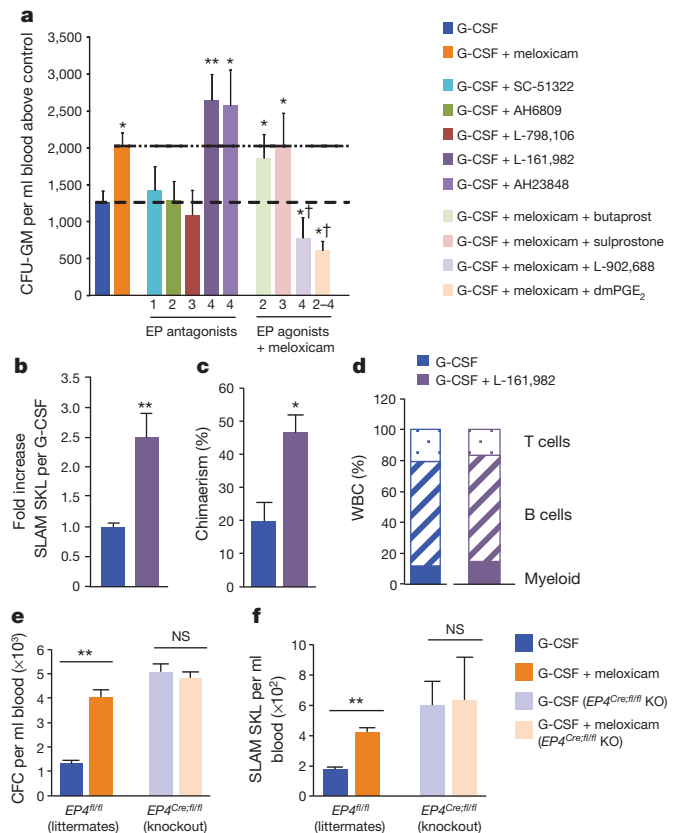 a
CFU-GM per ml blood above control
3,500
3,000
2,500
2,000
1,500
1,000
500
0
*
**
*
*
*
*†
*†
1 2 3 4 4
2 3 4 2–4
EP antagonists
EP agonists
+ meloxicam
G-CSF
G-CSF + meloxicam
G-CSF + SC-51322
G-CSF + AH6809
G-CSF + L-798,106
G-CSF + L-161,982
G-CSF + AH23848
G-CSF + meloxicam + butaprost
G-CSF + meloxicam + sulprostone
G-CSF + meloxicam + L-902,688
G-CSF + meloxicam + dmPGE2
b
Fold increase
SLAM SKL per G-CSF
3.5
3.0
2.5
2.0
1.5
1.0
0.5
0
**
c
Chimaerism (%)
60
50
40
30
20
10
0
*
d
G-CSF
G-CSF + L-161,982
WBC (%)
120
100
80
60
40
20
0
T cells
B cells
Myeloid
e
CFC per ml blood (×10³)
6
5
4
3
2
1
0
**
NS
EP4fl/fl
(littermates)
EP4Cre;fl/fl
(knockout)
f
SLAM SKL per ml
blood (×10²)
10
8
6
4
2
0
**
NS
EP4fl/fl
(littermates)
EP4Cre;fl/fl
(knockout)
G-CSF
G-CSF + meloxicam
G-CSF (EP4Cre;fl/fl KO)
G-CSF + meloxicam
(EP4Cre;fl/fl KO)